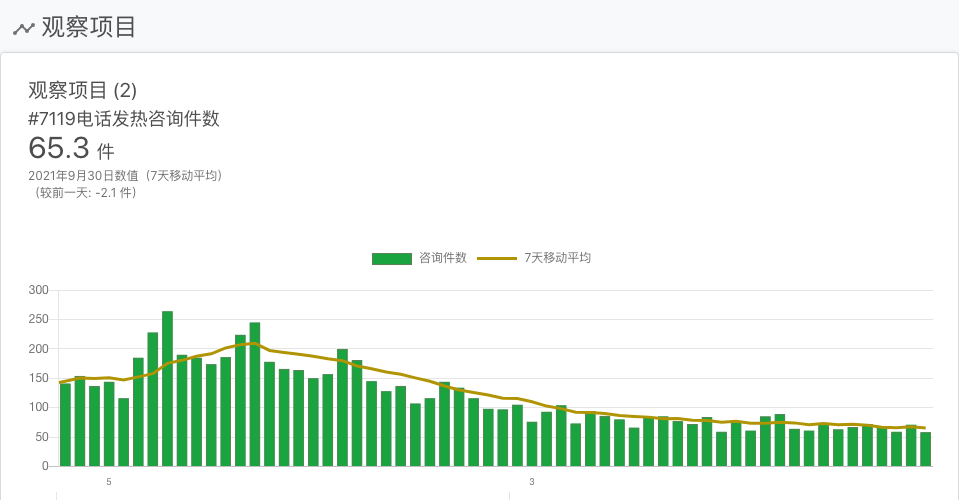 观察项目
观察项目 (2)
#7119电话发热咨询件数
65.3 件
2021年9月30日数值（7天移动平均）
（较前一天: -2.1 件）
咨询件数 7天移动平均
300
250
200
150
100
50
0
5 3